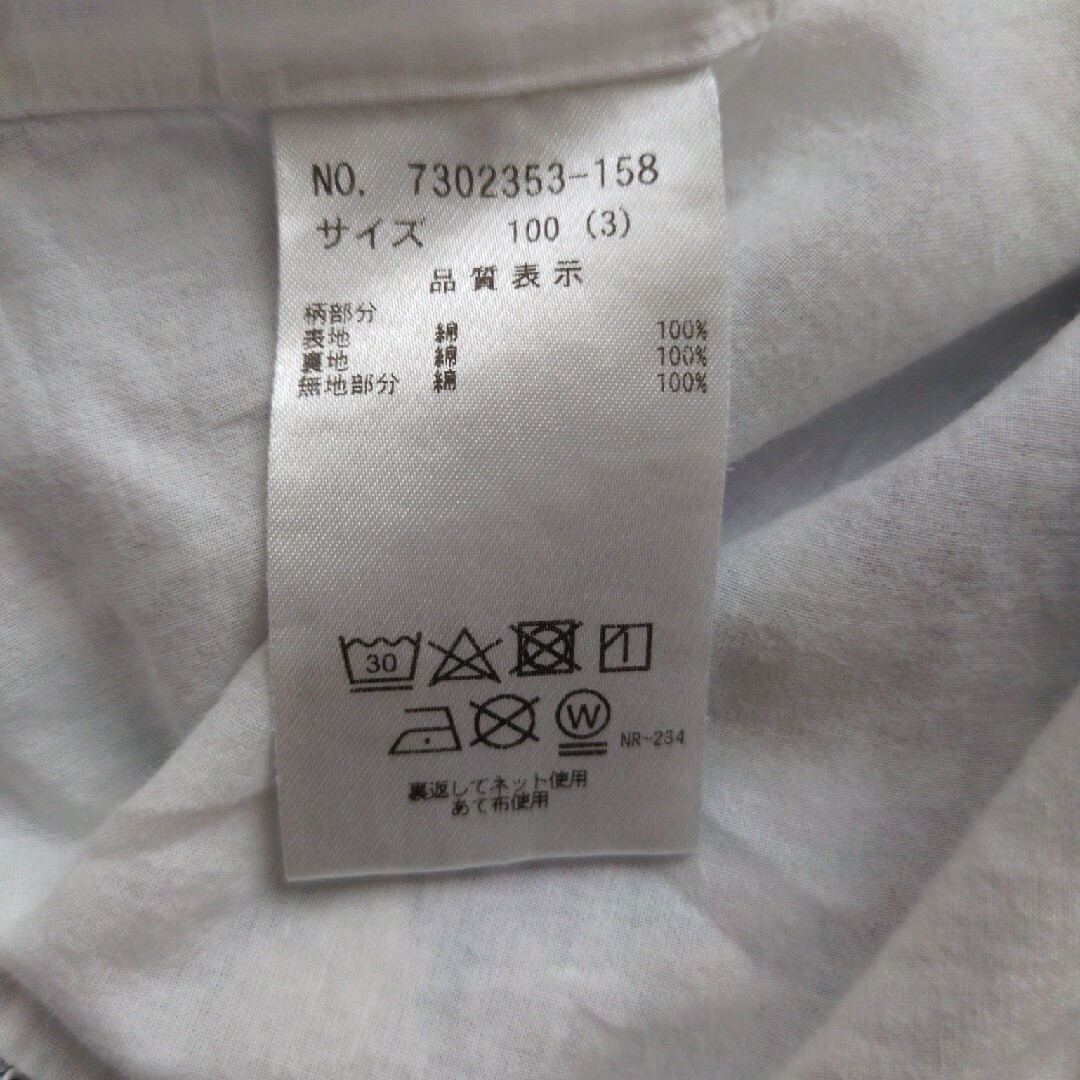 NO. 7302353-158
サイズ 100 (3)
品質表示
柄部分
表地 綿 100%
裏地 綿 100%
無地部分 綿 100%
30
W NR-234
裏返してネット使用
あて布使用